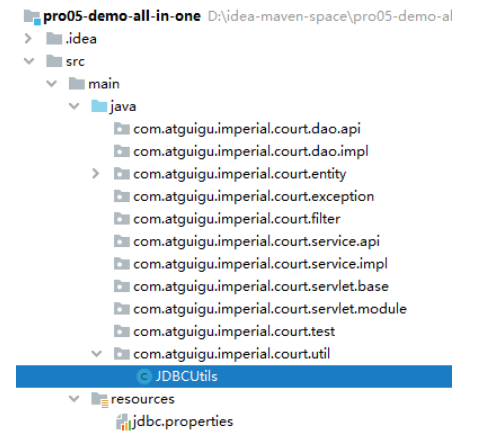 pro05-demo-all-in-one D:\idea-maven-space\pro05-demo-al
.idea
src
main
java
com.atguigu.imperial.court.dao.api
com.atguigu.imperial.court.dao.impl
com.atguigu.imperial.court.entity
com.atguigu.imperial.court.exception
com.atguigu.imperial.court.filter
com.atguigu.imperial.court.service.api
com.atguigu.imperial.court.service.impl
com.atguigu.imperial.court.servlet.base
com.atguigu.imperial.court.servlet.module
com.atguigu.imperial.court.test
com.atguigu.imperial.court.util
C JDBCUtils
resources
jdbc.properties